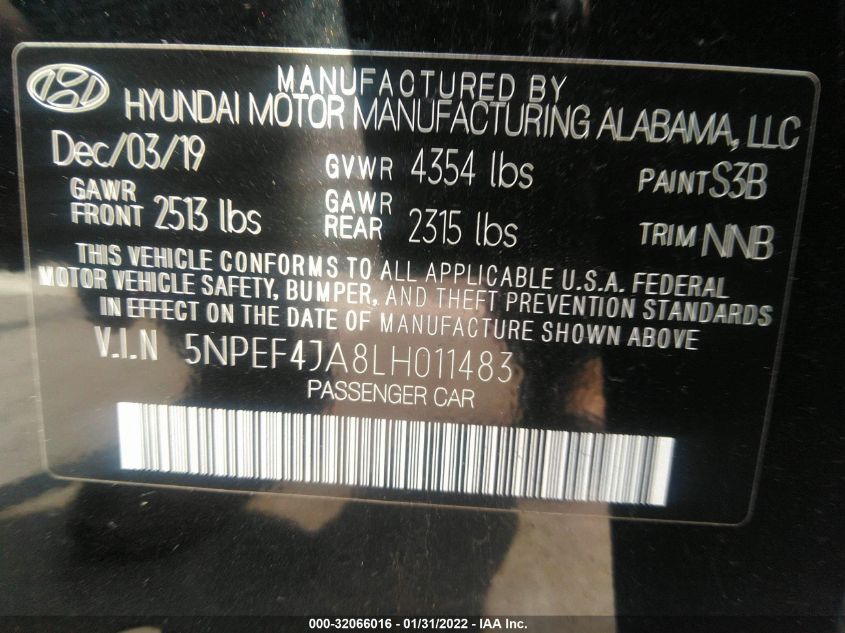 MANUFACTURED BY
HYUNDAI MOTOR MANUFACTURING ALABAMA, LLC
Dec/03/19 GVWR 4354 lbs PAINT S3B
GAWR FRONT 2513 lbs GAWR REAR 2315 lbs TRIM NNB
THIS VEHICLE CONFORMS TO ALL APPLICABLE U.S.A. FEDERAL
MOTOR VEHICLE SAFETY, BUMPER, AND THEFT PREVENTION STANDARDS
IN EFFECT ON THE DATE OF MANUFACTURE SHOWN ABOVE
V.I.N 5NPEF4JA8LH011483
PASSENGER CAR
000-32066016 - 01/31/2022 - IAA Inc.